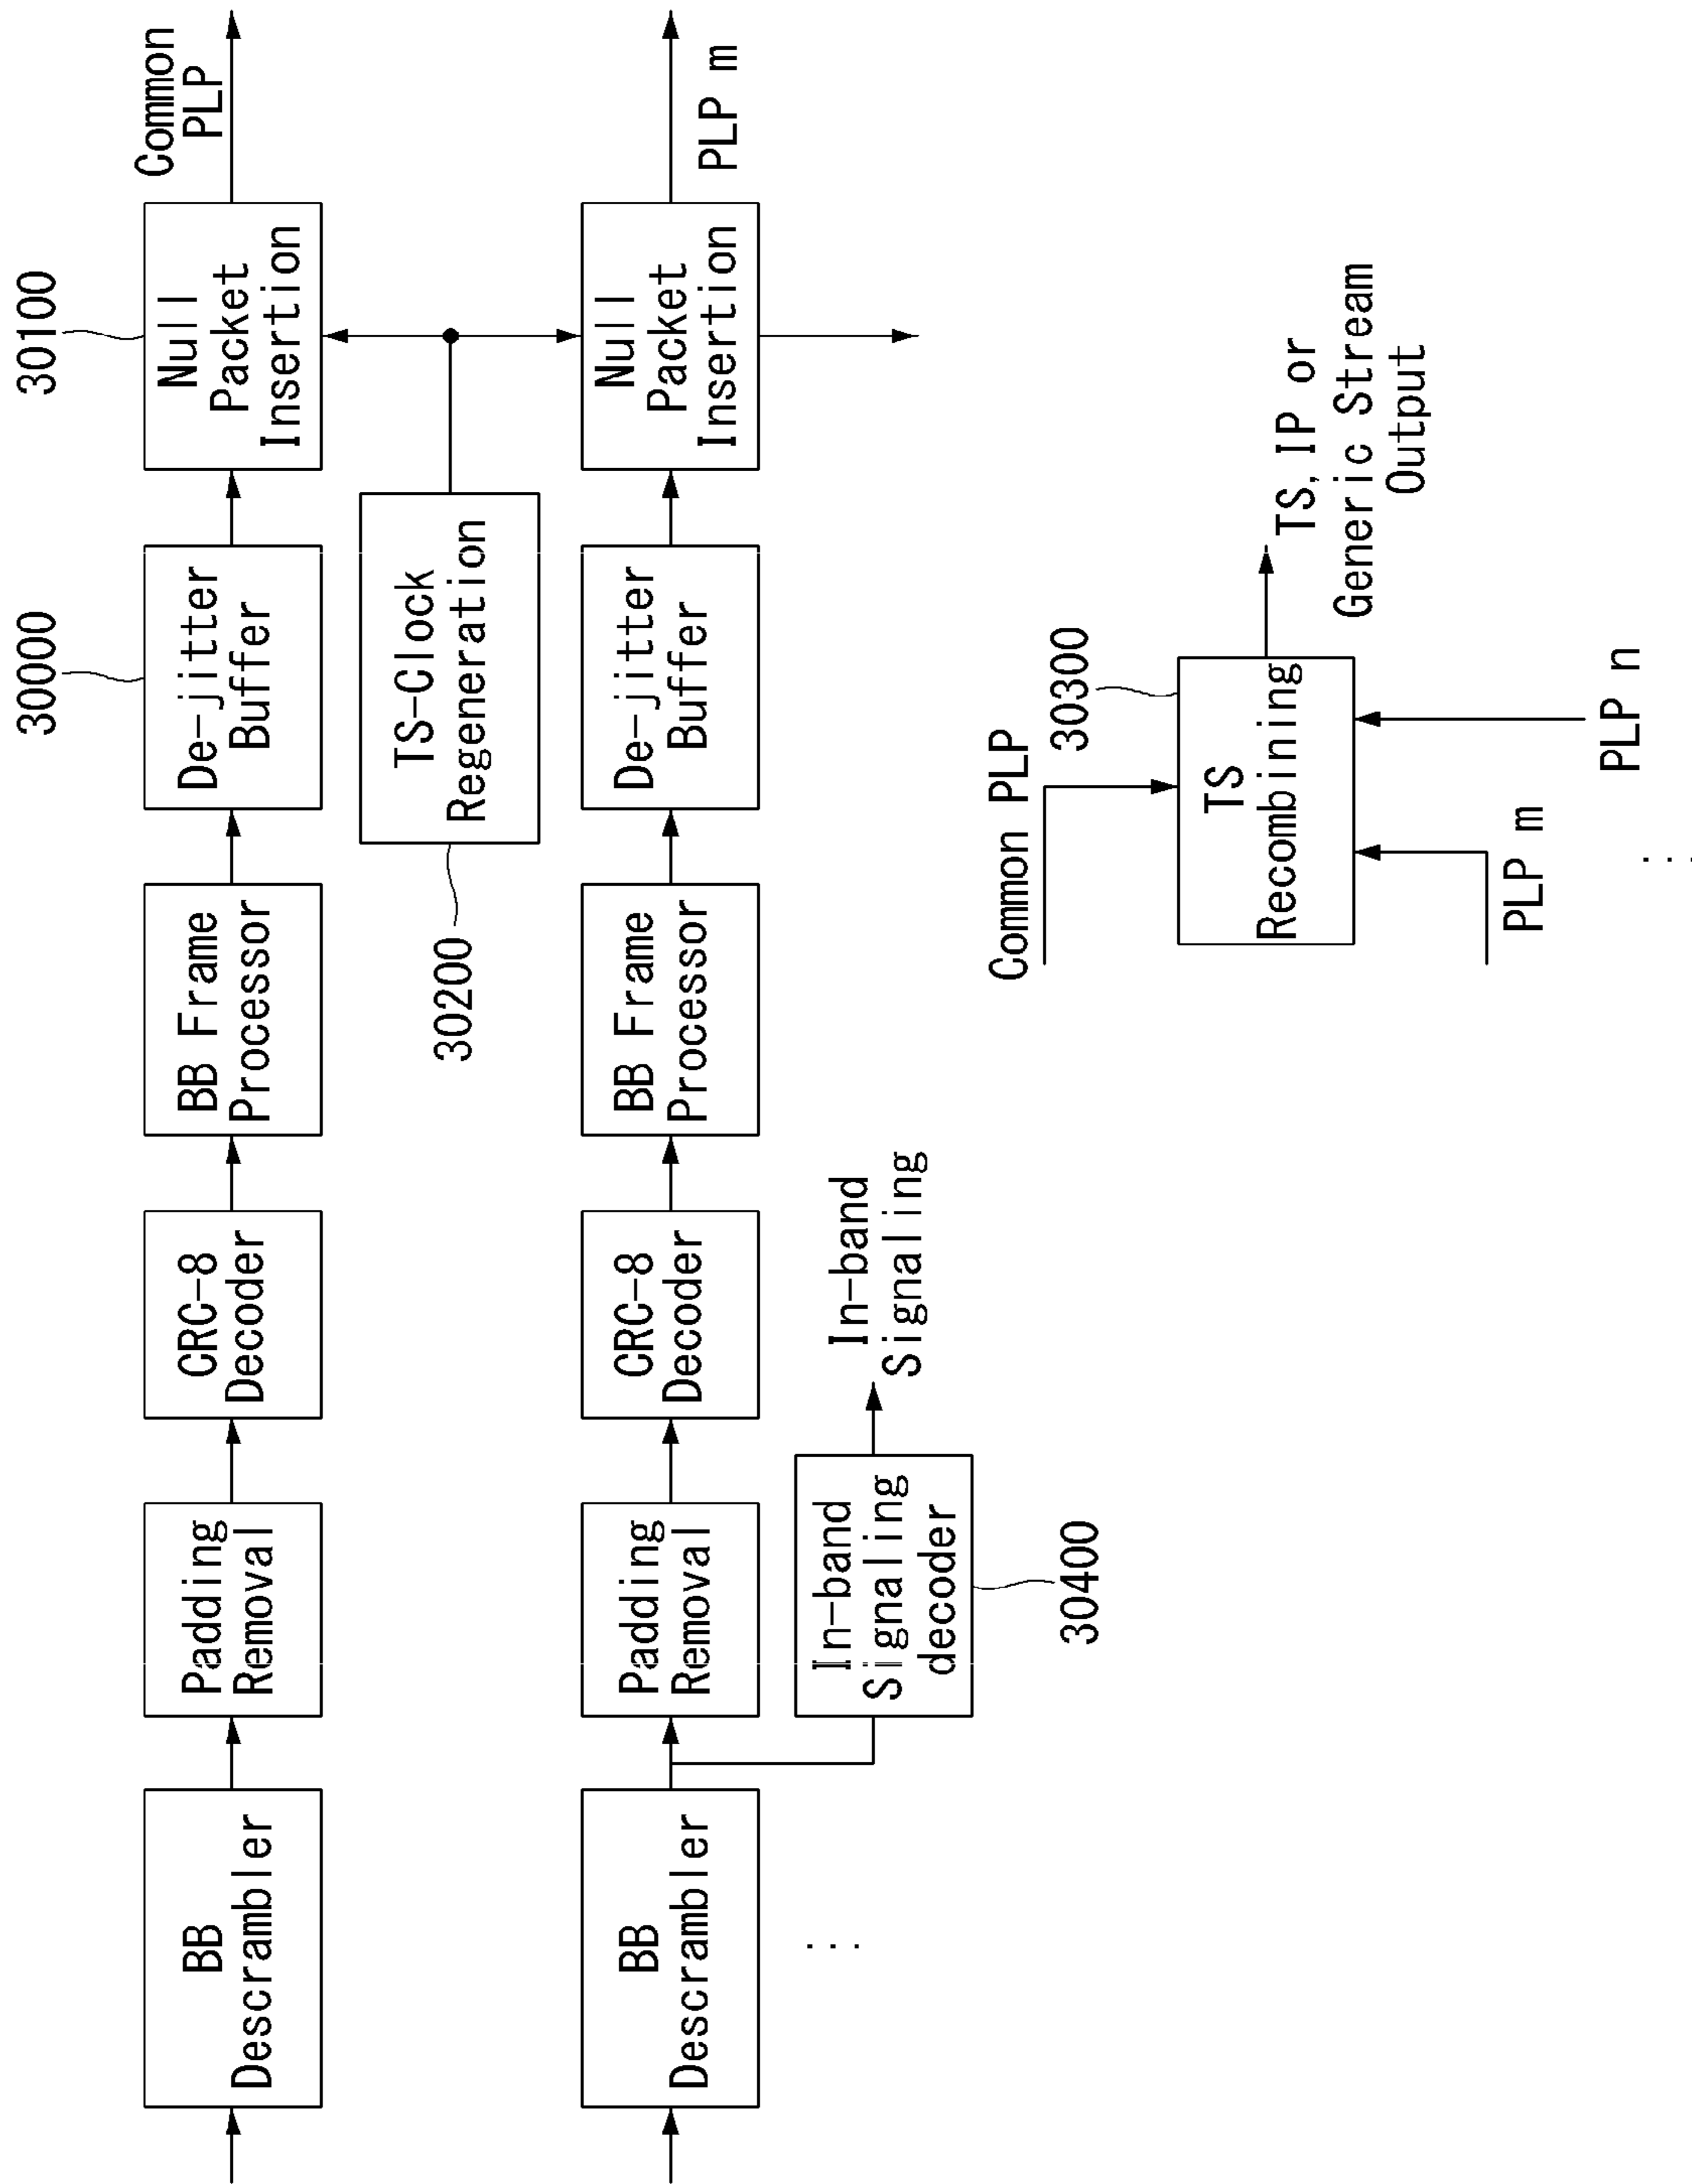 30000
30100
BB
Descrambler
Padding
Removal
CRC-8
Decoder
BB Frame
Processor
De-jitter
Buffer
Null
Packet
Insertion
Common
PLP
30200
TS-Clock
Regeneration
BB
Descrambler
Padding
Removal
CRC-8
Decoder
BB Frame
Processor
De-jitter
Buffer
Null
Packet
Insertion
PLP m
...
In-band
Signaling
decoder
30400
In-band
Signaling
Common PLP
30300
TS
Recombining
TS, IP or
Generic Stream
Output
PLP m
PLP n
...